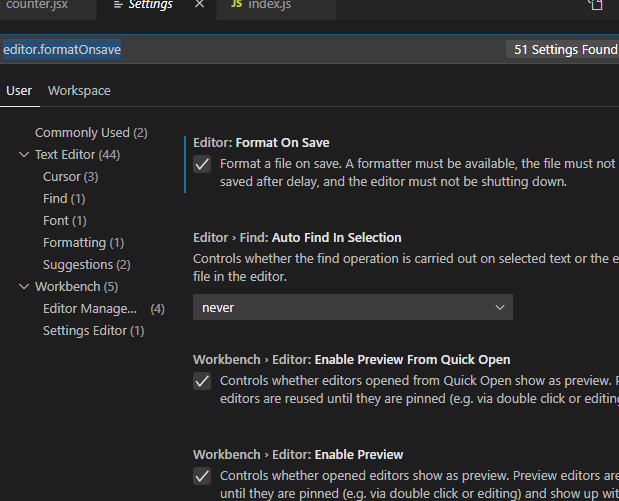 counter.jsx
Settings
JS index.js
editor.formatOnsave
51 Settings Found
User
Workspace
Commonly Used (2)
Text Editor (44)
Cursor (3)
Find (1)
Font (1)
Formatting (1)
Suggestions (2)
Workbench (5)
Editor Manage... (4)
Settings Editor (1)
Editor: Format On Save
Format a file on save. A formatter must be available, the file must not
saved after delay, and the editor must not be shutting down.
Editor › Find: Auto Find In Selection
Controls whether the find operation is carried out on selected text or the e
file in the editor.
never
Workbench › Editor: Enable Preview From Quick Open
Controls whether editors opened from Quick Open show as preview. P
editors are reused until they are pinned (e.g. via double click or editing
Workbench › Editor: Enable Preview
Controls whether opened editors show as preview. Preview editors are
until they are pinned (e.g. via double click or editing) and show up wit